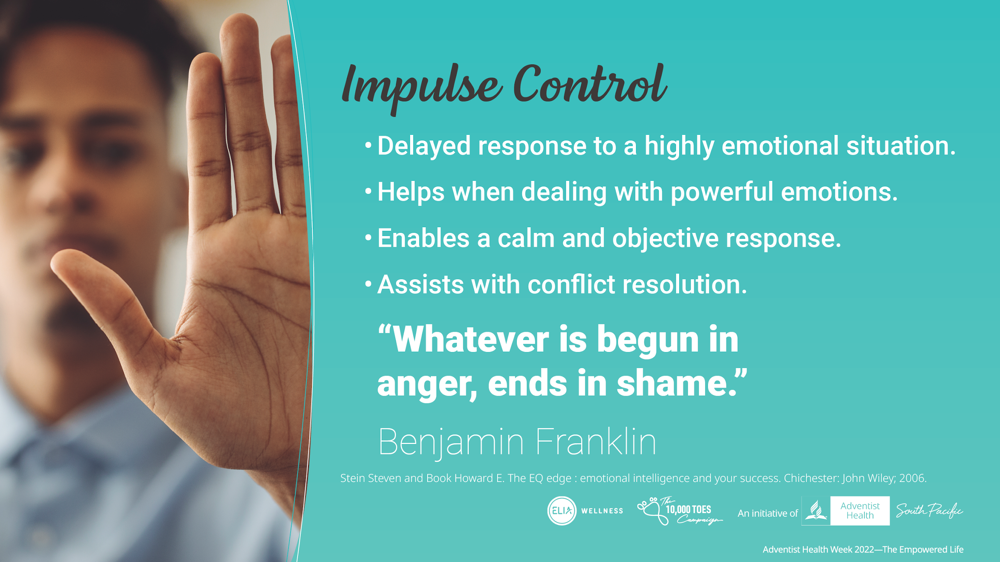 Impulse Control
• Delayed response to a highly emotional situation.
• Helps when dealing with powerful emotions.
• Enables a calm and objective response.
• Assists with conflict resolution.
“Whatever is begun in
anger, ends in shame.”
Benjamin Franklin
Stein Steven and Book Howard E. The EQ edge : emotional intelligence and your success. Chichester: John Wiley; 2006.
ELIA WELLNESS
The
10,000 TOES
Campaign
An initiative of
Adventist
Health
South Pacific
Adventist Health Week 2022—The Empowered Life